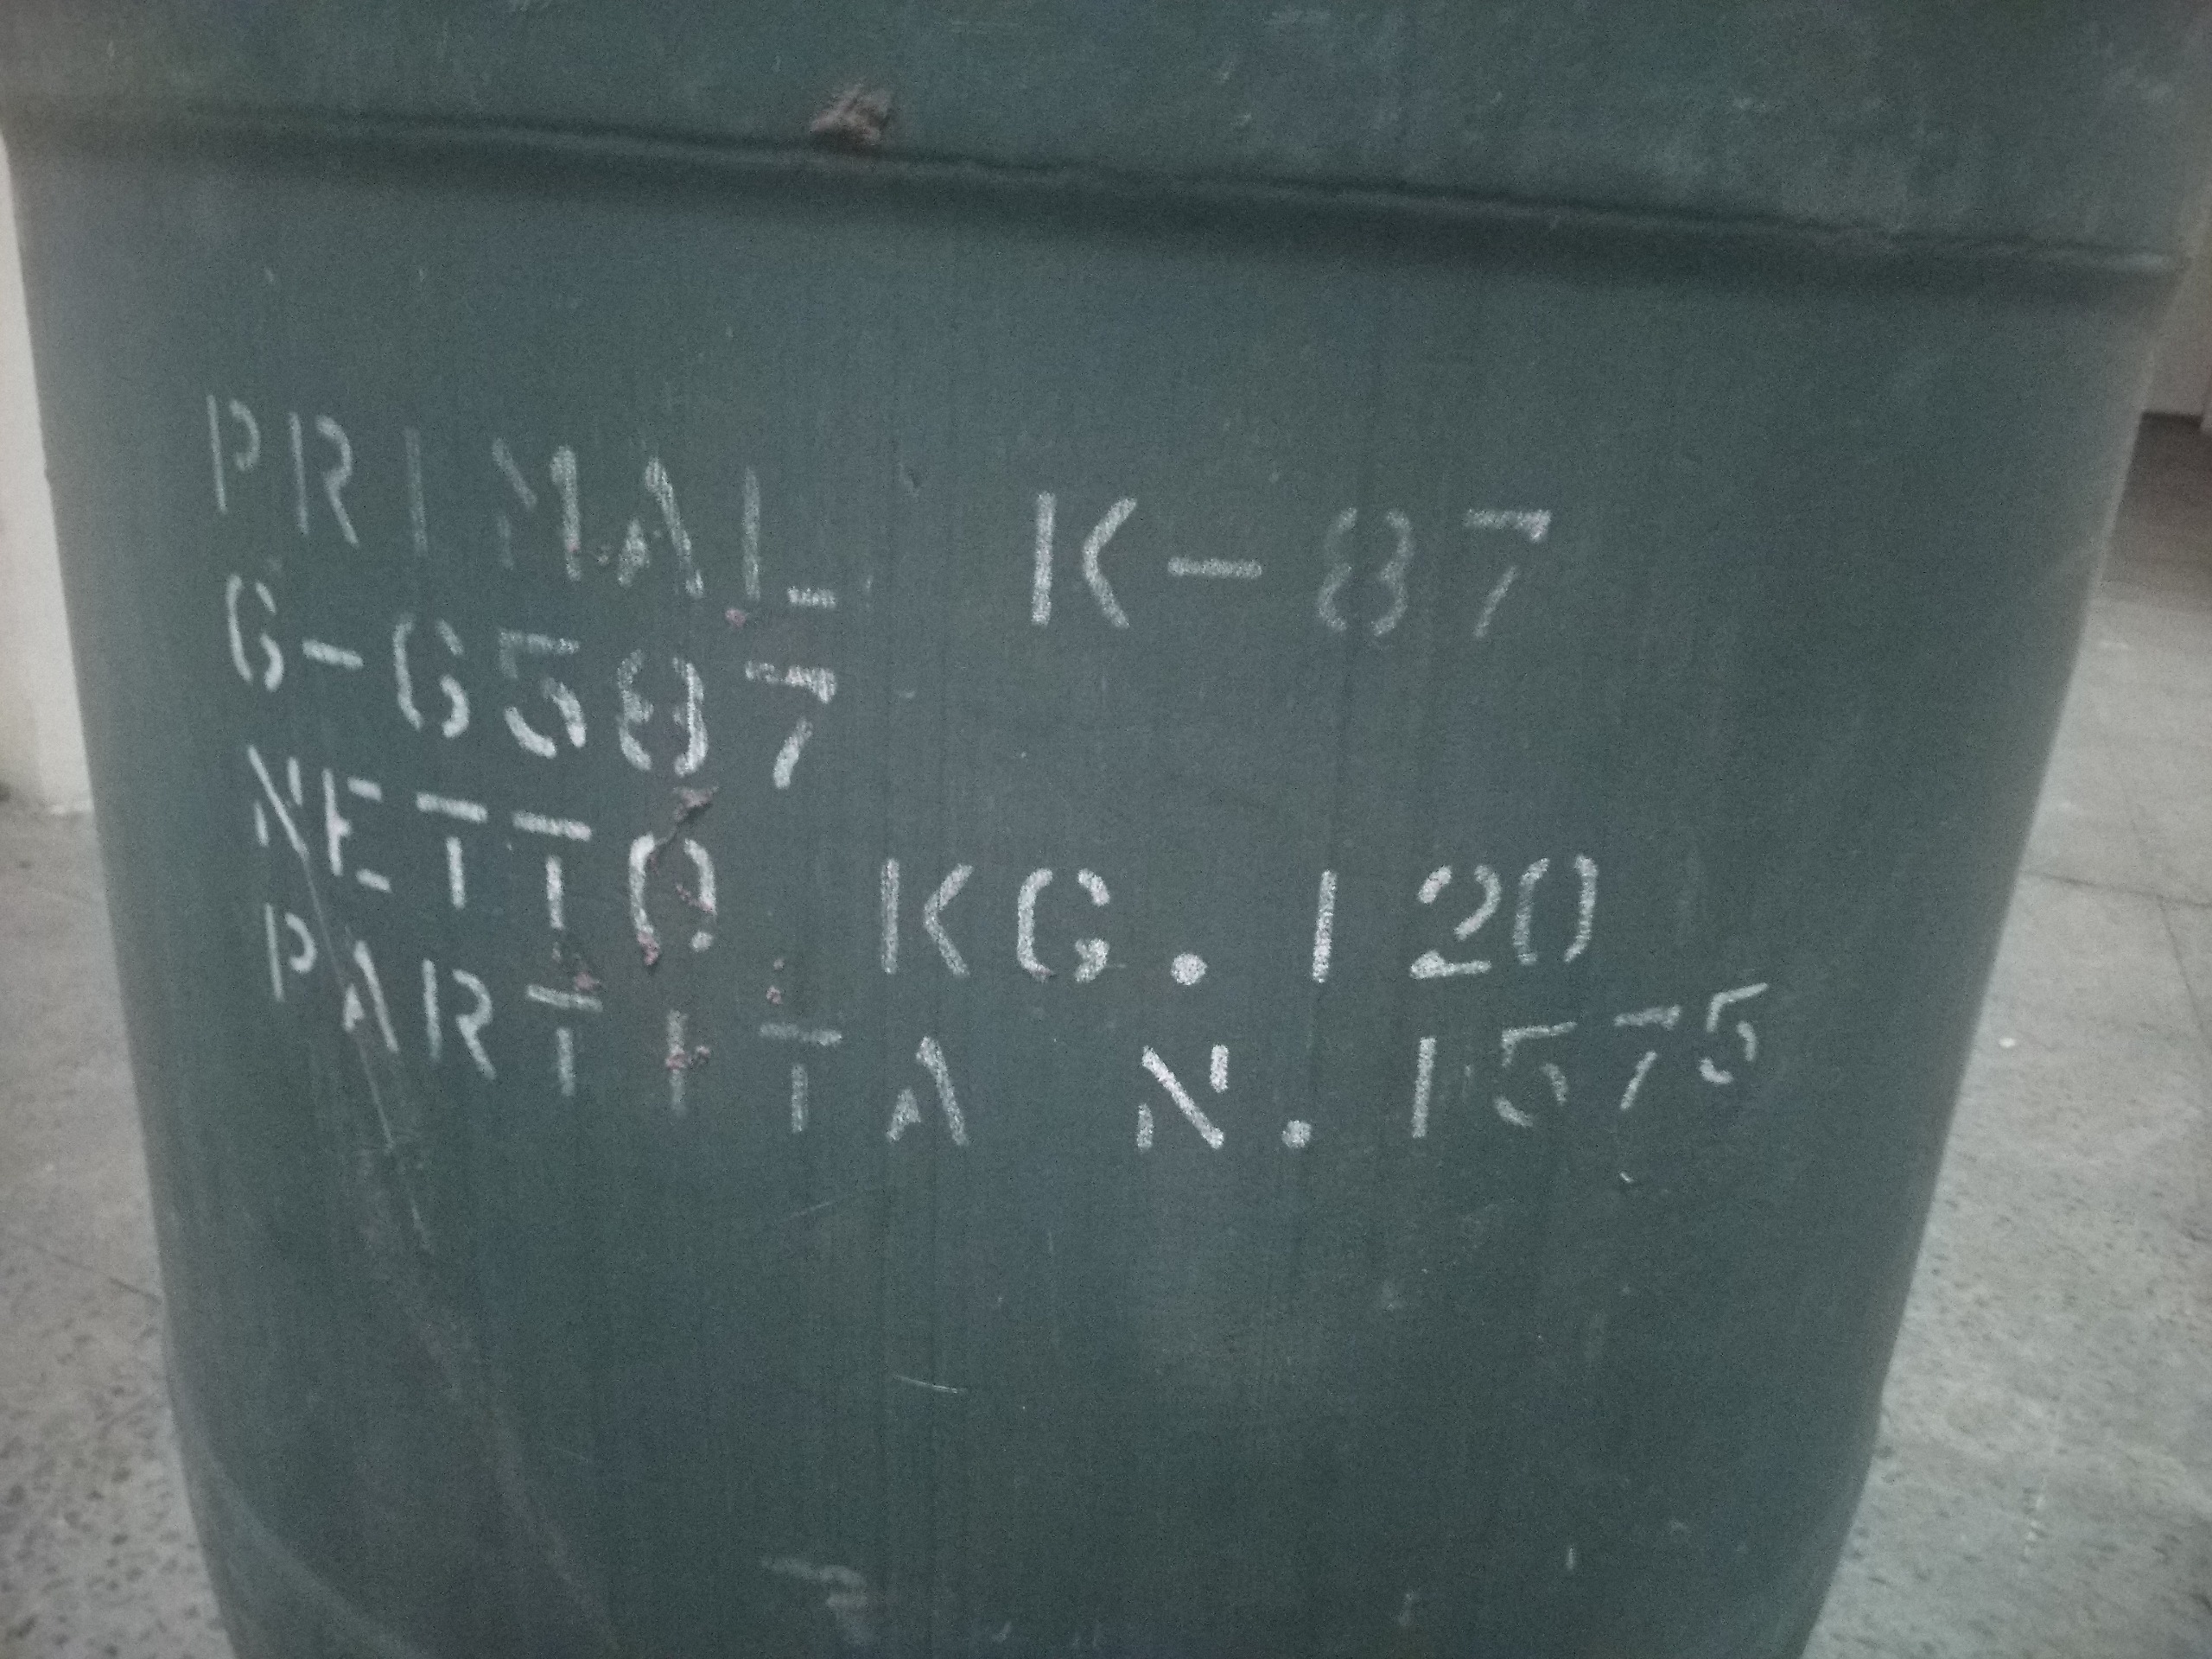 PRIMAL K-87
G-6587
NETTO KG. 120
PARTITA N. 1575